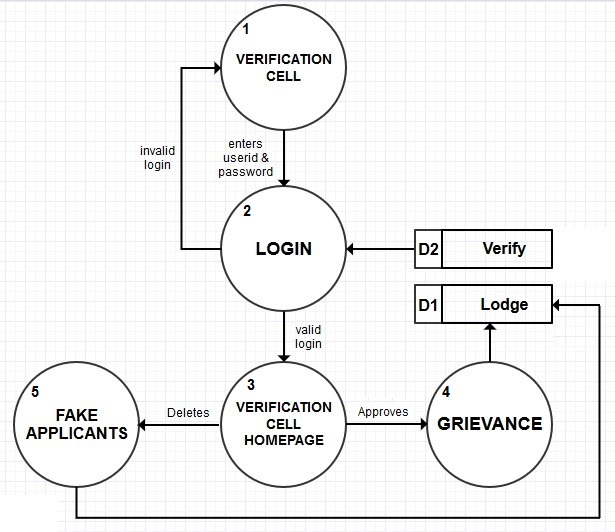 1
VERIFICATION
CELL
invalid
login
enters
userid &
password
2
LOGIN
D2 Verify
D1 Lodge
valid
login
5
FAKE
APPLICANTS
Deletes
3
VERIFICATION
CELL
HOMEPAGE
Approves
4
GRIEVANCE